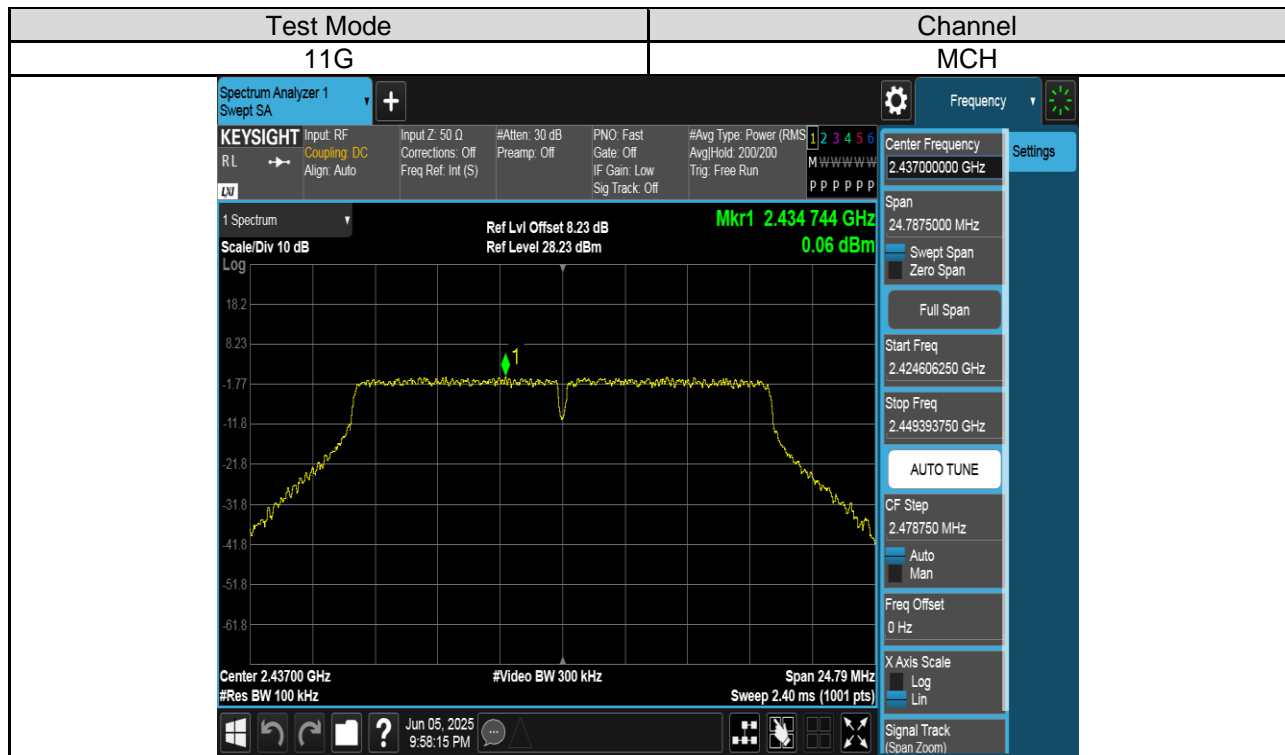 Test Mode Channel
11G MCH
Spectrum Analyzer 1
Swept SA
+
Frequency
KEYSIGHT Input: RF Input Z: 50 Ω #Atten: 30 dB PNO: Fast #Avg Type: Power (RMS 1 2 3 4 5 6
RL Coupling: DC Corrections: Off Preamp: Off Gate: Off Avg|Hold: 200/200 M W W W W W
Align: Auto Freq Ref: Int (S) IF Gain: Low Trig: Free Run
LXI Sig Track: Off P P P P P P
1 Spectrum Ref Lvl Offset 8.23 dB Mkr1 2.434 744 GHz
Scale/Div 10 dB Ref Level 28.23 dBm 0.06 dBm
Log
18.2
8.23
1
-1.77
-11.8
-21.8
-31.8
-41.8
-51.8
-61.8
Center 2.43700 GHz #Video BW 300 kHz Span 24.79 MHz
#Res BW 100 kHz Sweep 2.40 ms (1001 pts)
? Jun 05, 2025
9:58:15 PM
Center Frequency
2.437000000 GHz
Settings
Span
24.7875000 MHz
Swept Span
Zero Span
Full Span
Start Freq
2.424606250 GHz
Stop Freq
2.449393750 GHz
AUTO TUNE
CF Step
2.478750 MHz
Auto
Man
Freq Offset
0 Hz
X Axis Scale
Log
Lin
Signal Track
(Span Zoom)